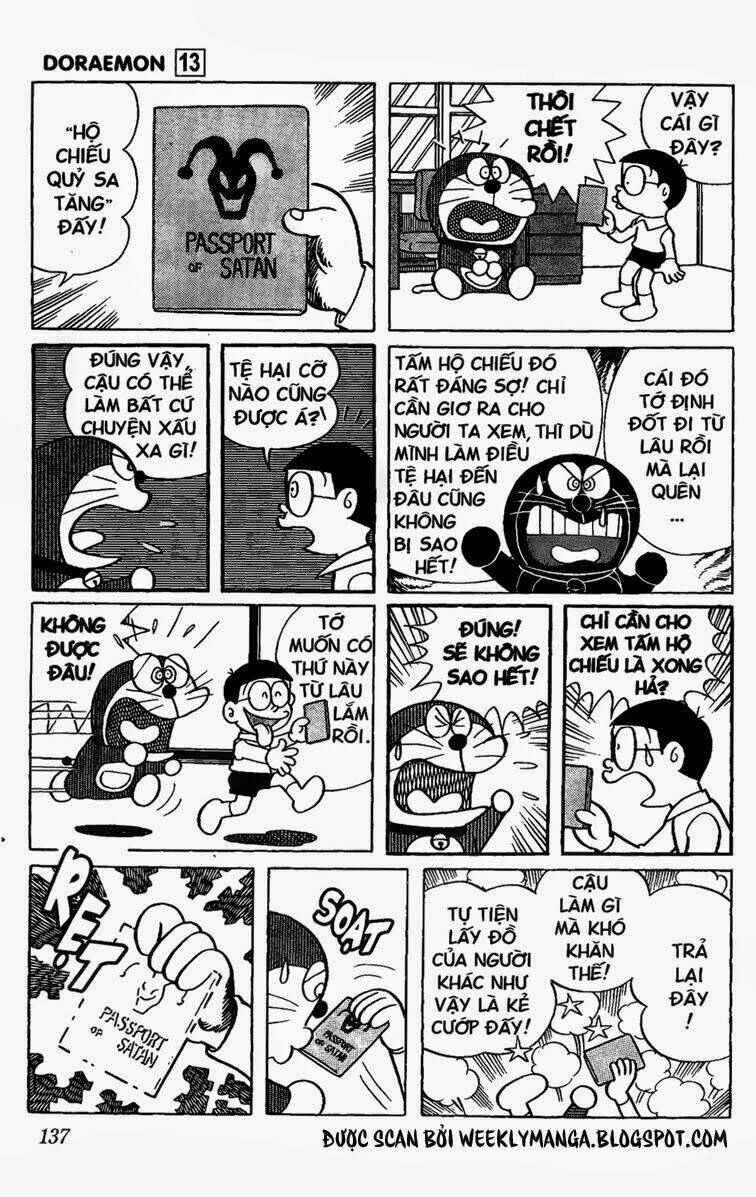 DORAEMON 13
VẬY
CÁI GÌ
ĐÂY?
THÔI
CHẾT
RỒI!
"HỘ
CHIẾU
QUỶ SA
TĂNG"
ĐẤY!
PASSPORT
OF SATAN
CÁI ĐÓ
TỚ ĐỊNH
ĐỐT ĐI TỪ
LÂU RỒI
MÀ LẠI
QUÊN
...
TẤM HỘ CHIẾU ĐÓ
RẤT ĐÁNG SỢ! CHỈ
CẦN GIƠ RA CHO
NGƯỜI TA XEM, THÌ DÙ
MÌNH LÀM ĐIỀU
TỆ HẠI ĐẾN
ĐÂU CŨNG
KHÔNG
BỊ SAO
HẾT!
TỆ HẠI CỠ
NÀO CŨNG
ĐƯỢC Á?
ĐÚNG VẬY,
CẬU CÓ THỂ
LÀM BẤT CỨ
CHUYỆN XẤU
XA GÌ!
CHỈ CẦN CHO
XEM TẤM HỘ
CHIẾU LÀ XONG
HẢ?
ĐÚNG!
SẼ KHÔNG
SAO HẾT!
TỚ
MUỐN CÓ
THỨ NÀY
TỪ LÂU
LẮM
RỒI.
KHÔNG
ĐƯỢC
ĐÂU!
TRẢ
LẠI
ĐÂY
!
CẬU
LÀM GÌ
MÀ KHÓ
KHĂN
THẾ!
TỰ TIỆN
LẤY ĐỒ
CỦA NGƯỜI
KHÁC NHƯ
VẬY LÀ KẺ
CƯỚP ĐẤY!
SOẠT
PASSPORT
OF SATAN
RẸT
PASSPORT
OF SATAN
137
ĐƯỢC SCAN BỞI WEEKLYMANGA.BLOGSPOT.COM